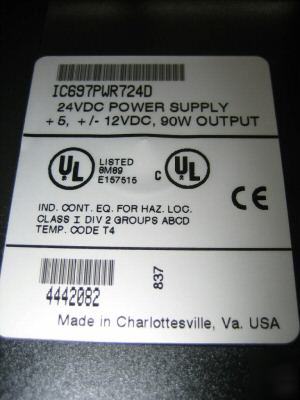 IC697PWR724D
24VDC POWER SUPPLY
+5, +/- 12VDC, 90W OUTPUT
UL LISTED
6M89
E157515
C UL
CE
IND. CONT. EQ. FOR HAZ. LOC.
CLASS I DIV 2 GROUPS ABCD
TEMP. CODE T4
4442082
837
Made in Charlottesville, Va. USA